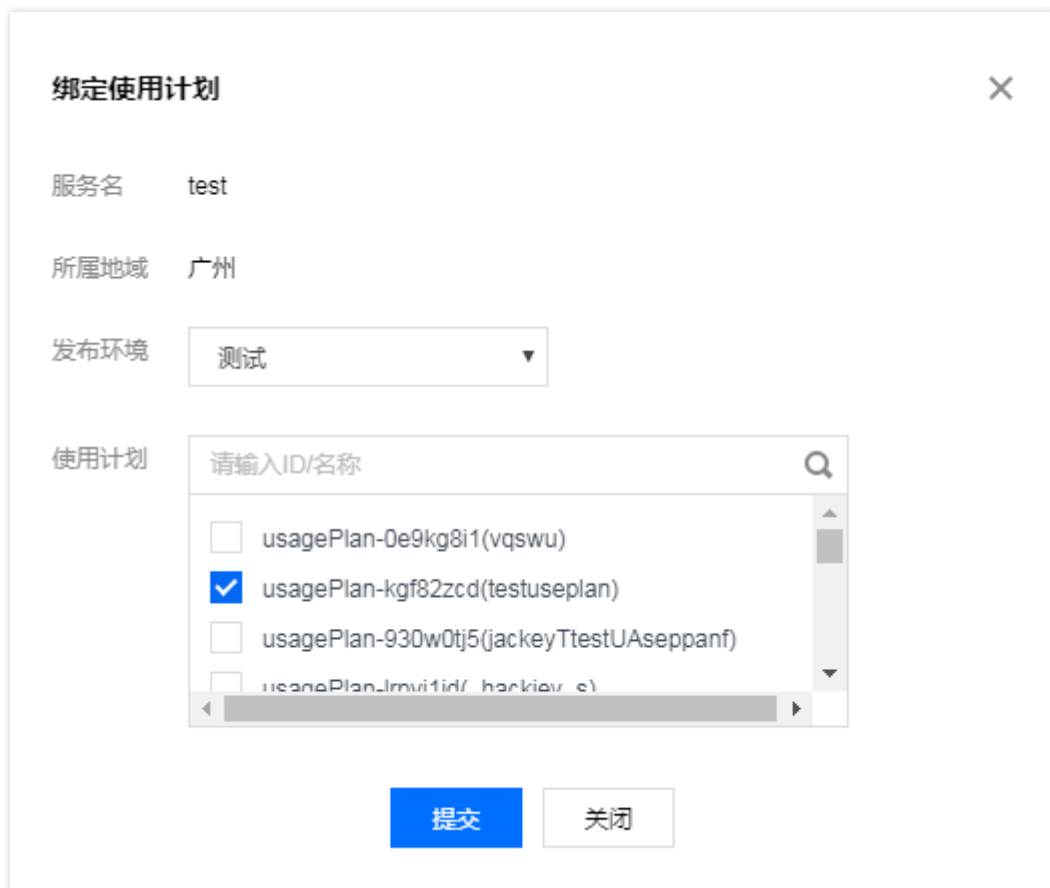 绑定使用计划
服务名 test
所属地域 广州
发布环境 测试
使用计划 请输入ID/名称
usagePlan-0e9kg8i1(vqswu)
usagePlan-kgf82zcd(testuseplan)
usagePlan-930w0tj5(jackeyTtestUAseppanf)
提交 关闭